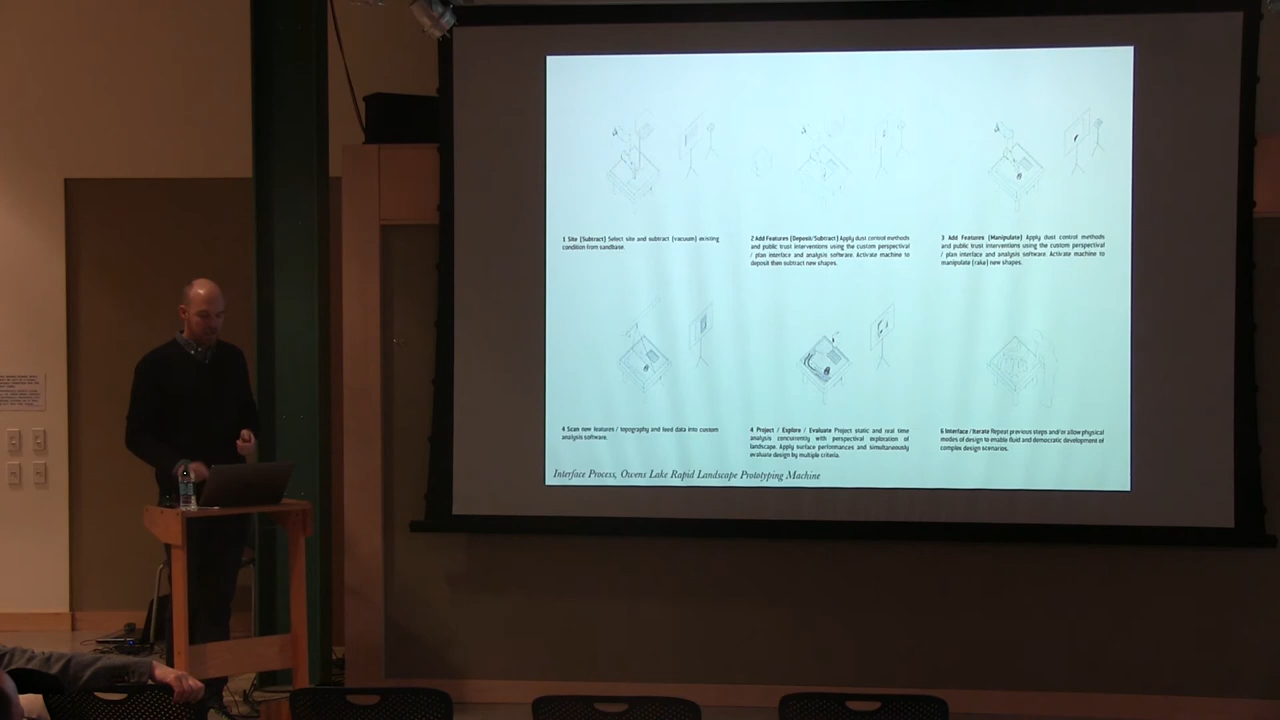 1 Site (Subtract) Select site and subtract (vacuum) existing
condition from sandbase.
2 Add Features (Deposit/Subtract) Apply dust control methods
and public trust interventions using the custom perspectival
/ plan interface and analysis software. Activate machine to
deposit then subtract new shapes.
3 Add Features (Manipulate) Apply dust control methods
and public trust interventions using the custom perspectival
/ plan interface and analysis software. Activate machine to
manipulate (rake) new shapes.
4 Scan new features / topography and feed data into custom
analysis software.
4 Project / Explore / Evaluate Project static and real time
analysis concurrently with perspectival exploration of
landscape. Apply surface performances and simultaneously
evaluate design by multiple criteria.
6 Interface / Iterate Repeat previous steps and/or allow physical
modes of design to enable fluid and democratic development of
complex design scenarios.
Interface Process, Owens Lake Rapid Landscape Prototyping Machine